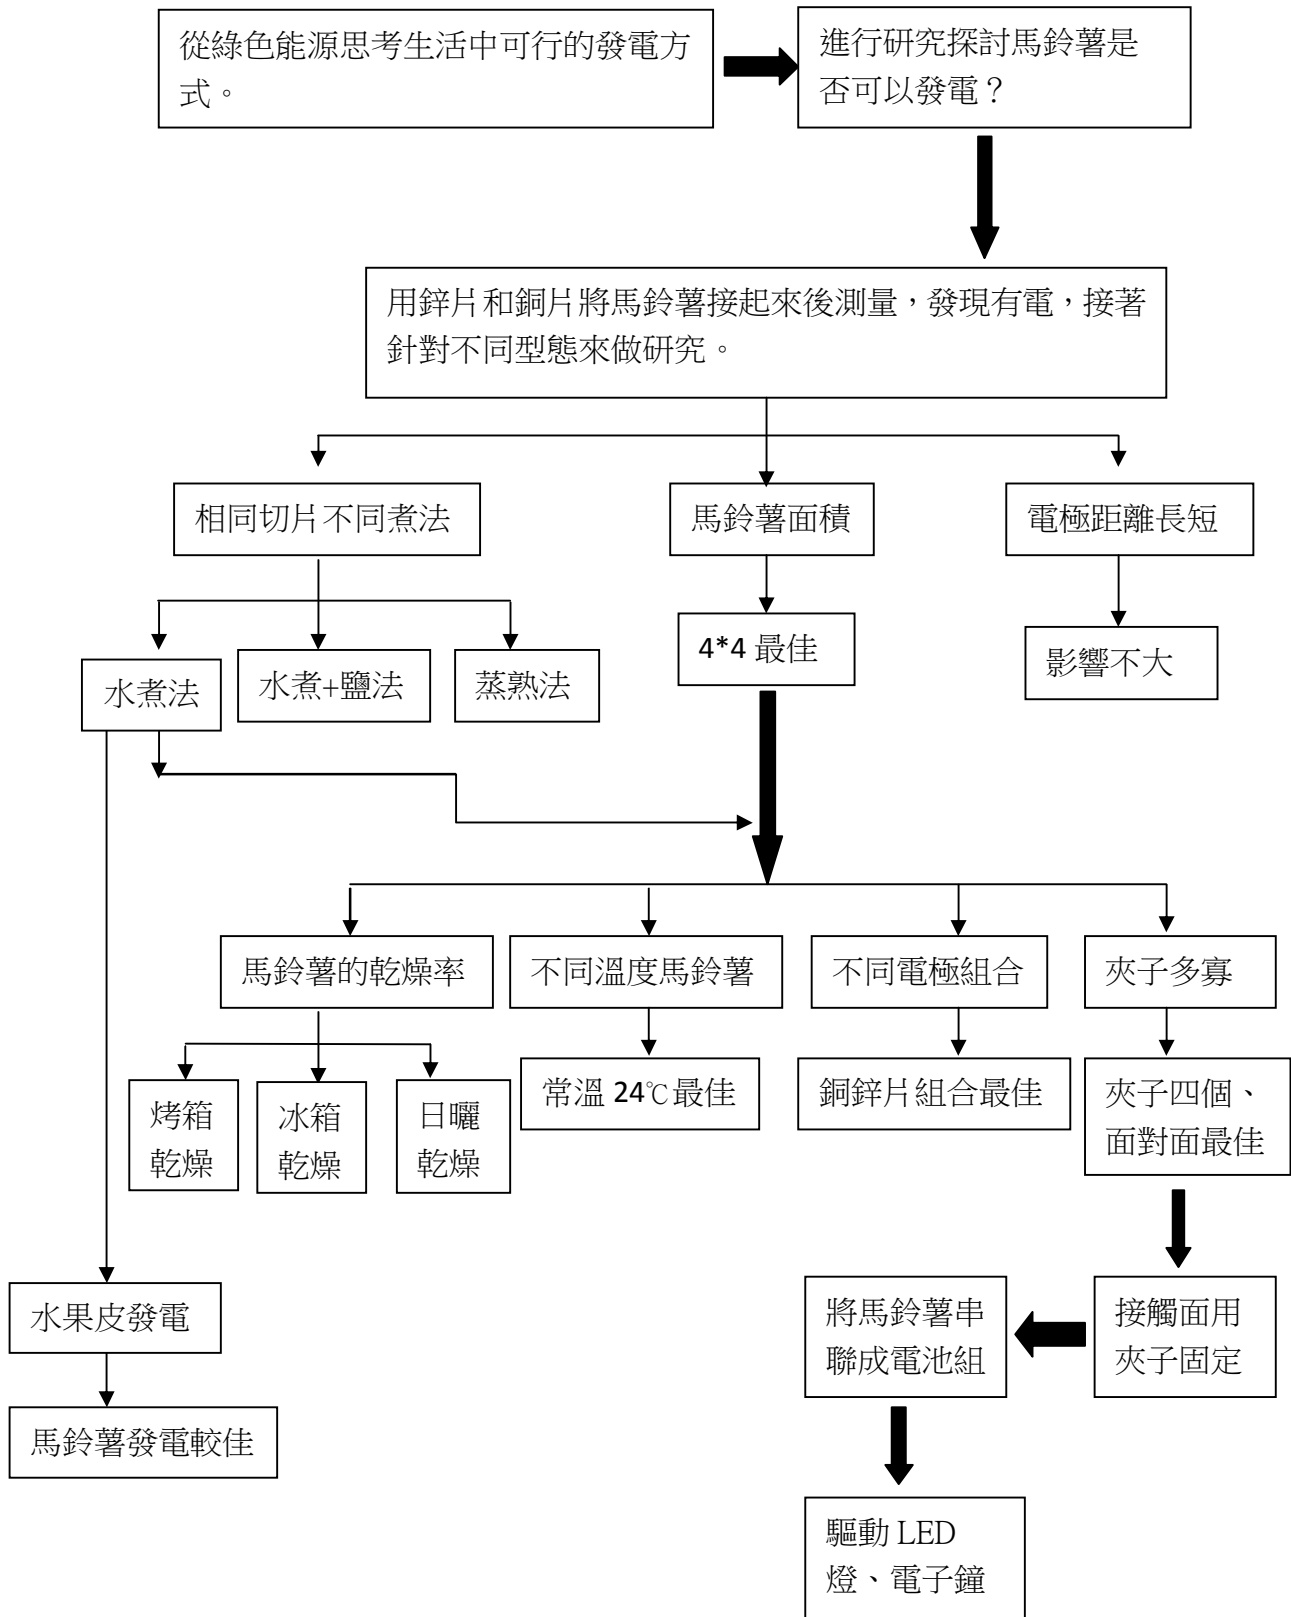 從綠色能源思考生活中可行的發電方
式。
進行研究探討馬鈴薯是
否可以發電？
用鋅片和銅片將馬鈴薯接起來後測量，發現有電，接著
針對不同型態來做研究。
相同切片不同煮法
馬鈴薯面積
電極距離長短
水煮法
水煮+鹽法
蒸熟法
4*4 最佳
影響不大
馬鈴薯的乾燥率
不同溫度馬鈴薯
不同電極組合
夾子多寡
烤箱
乾燥
冰箱
乾燥
日曬
乾燥
常溫 24℃最佳
銅鋅片組合最佳
夾子四個、
面對面最佳
水果皮發電
將馬鈴薯串
聯成電池組
接觸面用
夾子固定
馬鈴薯發電較佳
驅動 LED
燈、電子鐘